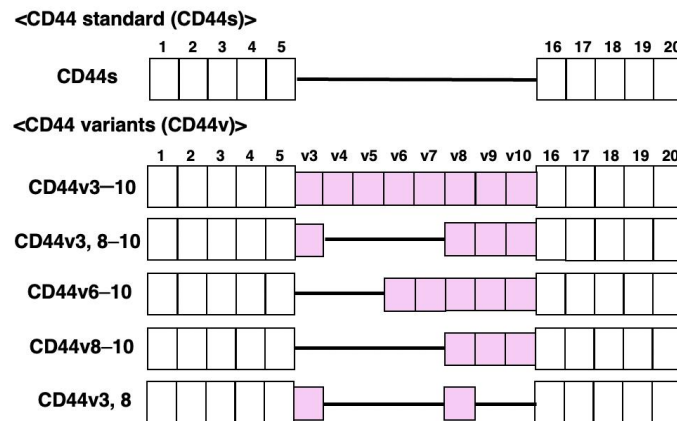 <CD44 standard (CD44s)>
1 2 3 4 5 16 17 18 19 20
CD44s
<CD44 variants (CD44v)>
1 2 3 4 5 v3 v4 v5 v6 v7 v8 v9 v10 16 17 18 19 20
CD44v3–10
CD44v3, 8–10
CD44v6–10
CD44v8–10
CD44v3, 8